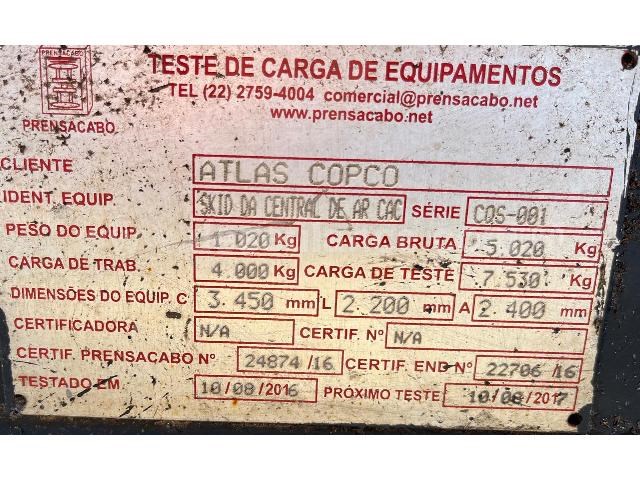 PRENSACABO
TESTE DE CARGA DE EQUIPAMENTOS
TEL (22) 2759-4004 comercial@prensacabo.net
www.prensacabo.net
PRENSACABO
CLIENTE ATLAS COPCO
IDENT. EQUIP. SKID DA CENTRAL DE AR CAC SÉRIE CQS-001
PESO DO EQUIP. 1 020 Kg CARGA BRUTA 5.020 Kg
CARGA DE TRAB. 4.000 Kg CARGA DE TESTE 7.530 Kg
DIMENSÕES DO EQUIP. C 3.450 mm L 2.200 mm A 2.400 mm
CERTIFICADORA N/A CERTIF. Nº N/A
CERTIF. PRENSACABO Nº 24874 /16 CERTIF. END Nº 22706 /16
TESTADO EM 10/08/2016 PRÓXIMO TESTE 10/08/2017